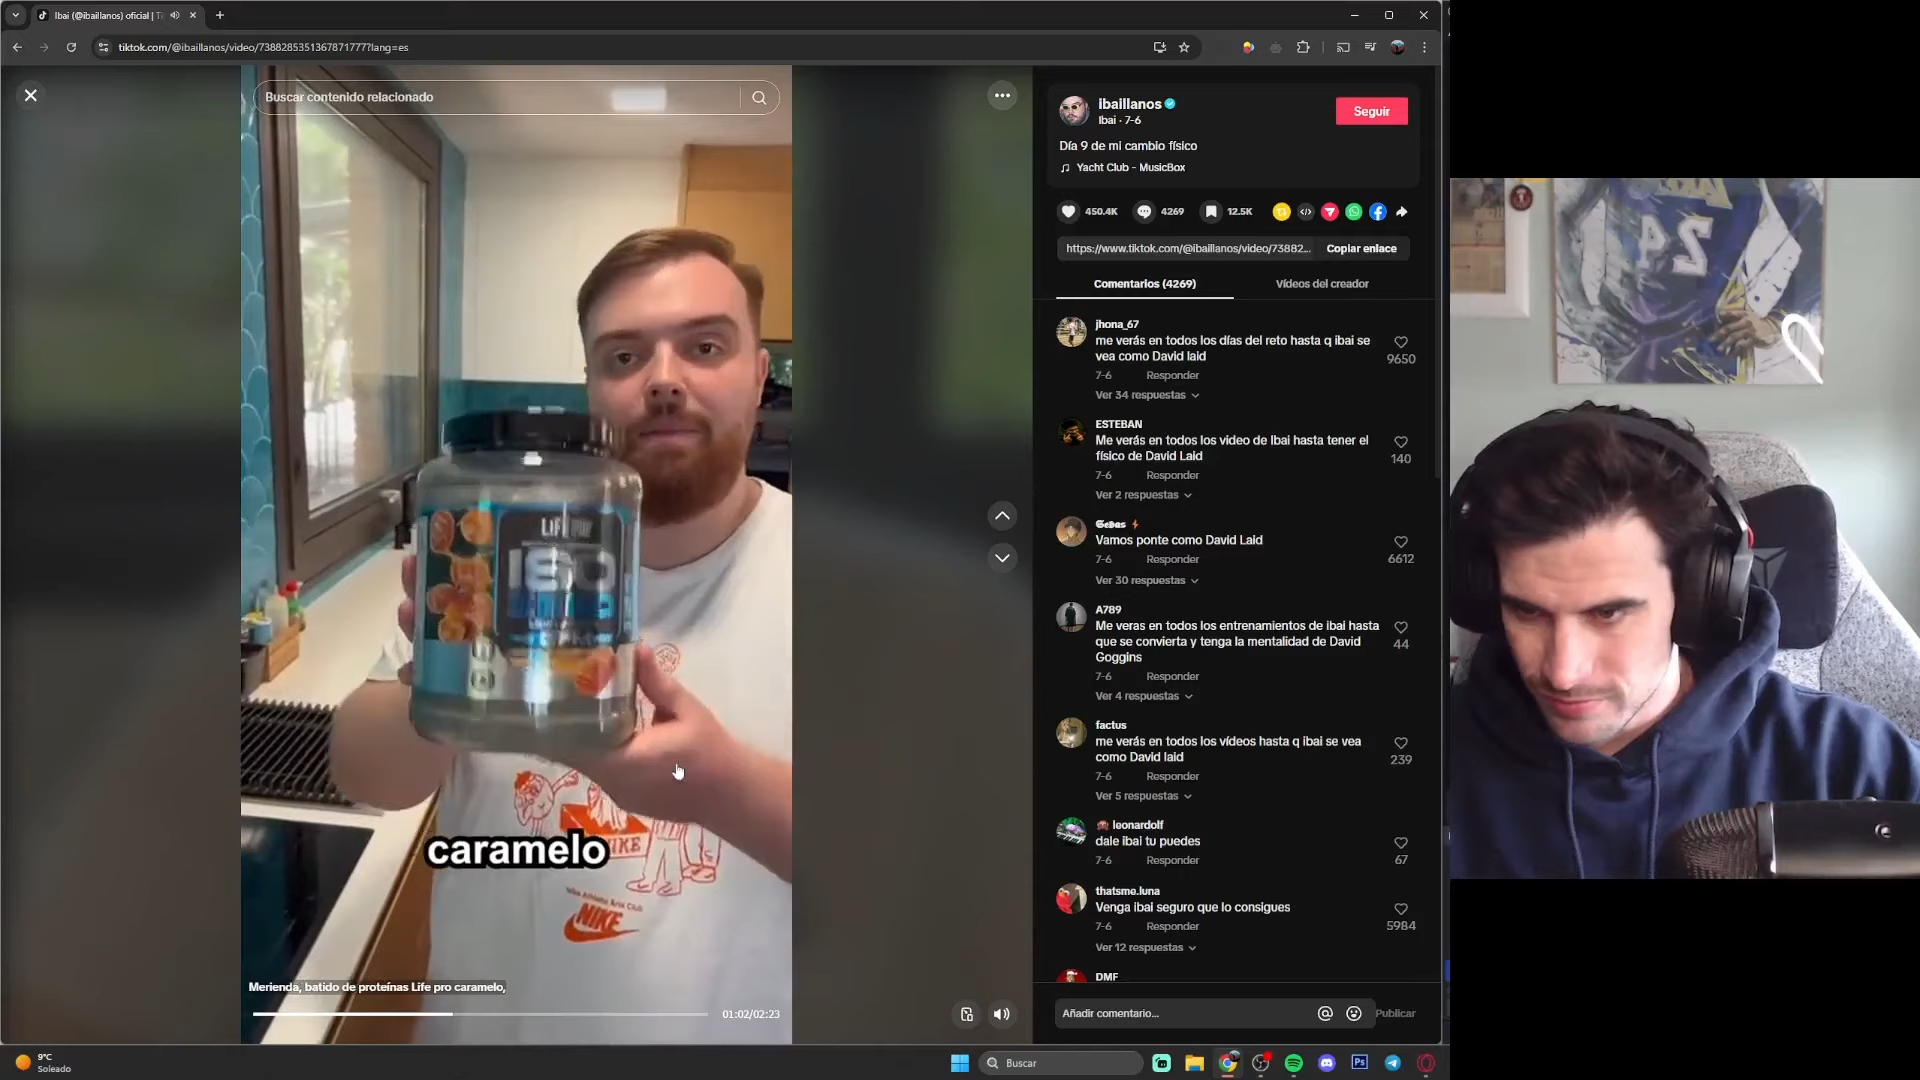 Ibai (@ibaillanos) oficial | Ti
tiktok.com/@ibaillanos/video/7388285351367871777?lang=es
Buscar contenido relacionado
LIFE PRO
ISO
caramelo
NIKE
NIKE
Merienda, batido de proteínas Life pro caramelo,
01:02/02:23
ibaillanos
Ibai · 7-6
Seguir
Día 9 de mi cambio físico
Yacht Club - MusicBox
450.4K
4269
12.5K
https://www.tiktok.com/@ibaillanos/video/73882...
Copiar enlace
Comentarios (4269)
Vídeos del creador
jhona_67
me verás en todos los días del reto hasta q ibai se
vea como David laid
9650
7-6 Responder
Ver 34 respuestas
ESTEBAN
Me verás en todos los video de Ibai hasta tener el
físico de David Laid
140
7-6 Responder
Ver 2 respuestas
𝕾𝖊𝖇𝖆𝖘
Vamos ponte como David Laid
6612
7-6 Responder
Ver 30 respuestas
A789
Me veras en todos los entrenamientos de ibai hasta
que se convierta y tenga la mentalidad de David
Goggins
44
7-6 Responder
Ver 4 respuestas
factus
me verás en todos los vídeos hasta q ibai se vea
como David laid
239
7-6 Responder
Ver 5 respuestas
leonardolf
dale ibai tu puedes
67
7-6 Responder
thatsme.luna
Venga ibai seguro que lo consigues
5984
7-6 Responder
Ver 12 respuestas
DMF
Añadir comentario...
Publicar
24
9°C
Soleado
Buscar
Ps